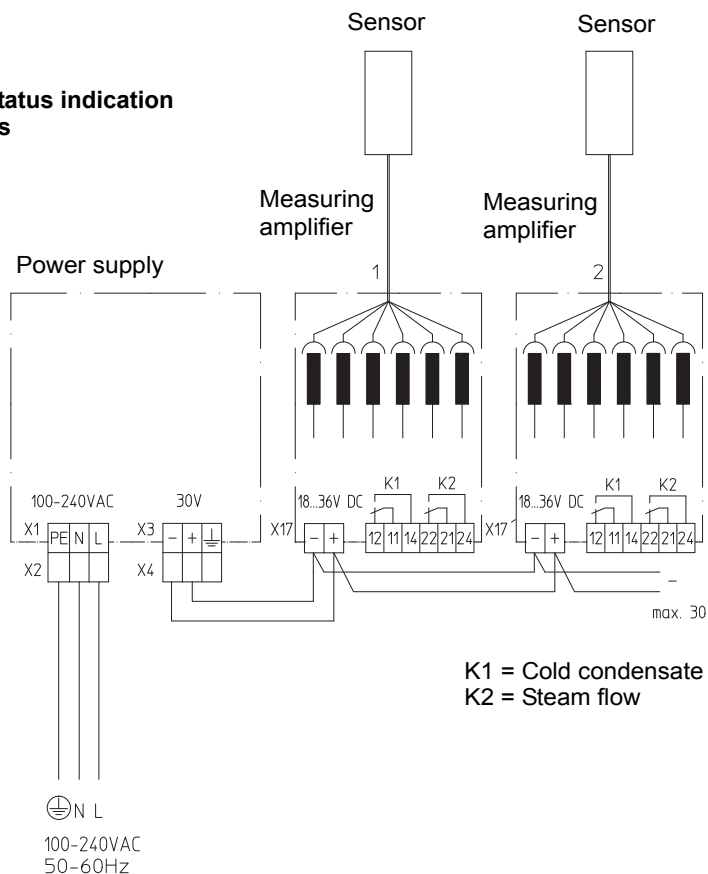 Sensor
Sensor
tatus indication
s
Measuring
amplifier
Measuring
amplifier
Power supply
1
2
100-240VAC
30V
18...36V DC
K1
K2
18...36V DC
K1
K2
X1
PE N L
X3
- +
X17
- +
12 11 14 22 21 24
X17
- +
12 11 14 22 21 24
X2
X4
-
max. 30
K1 = Cold condensate
K2 = Steam flow
N L
100-240VAC
50-60Hz